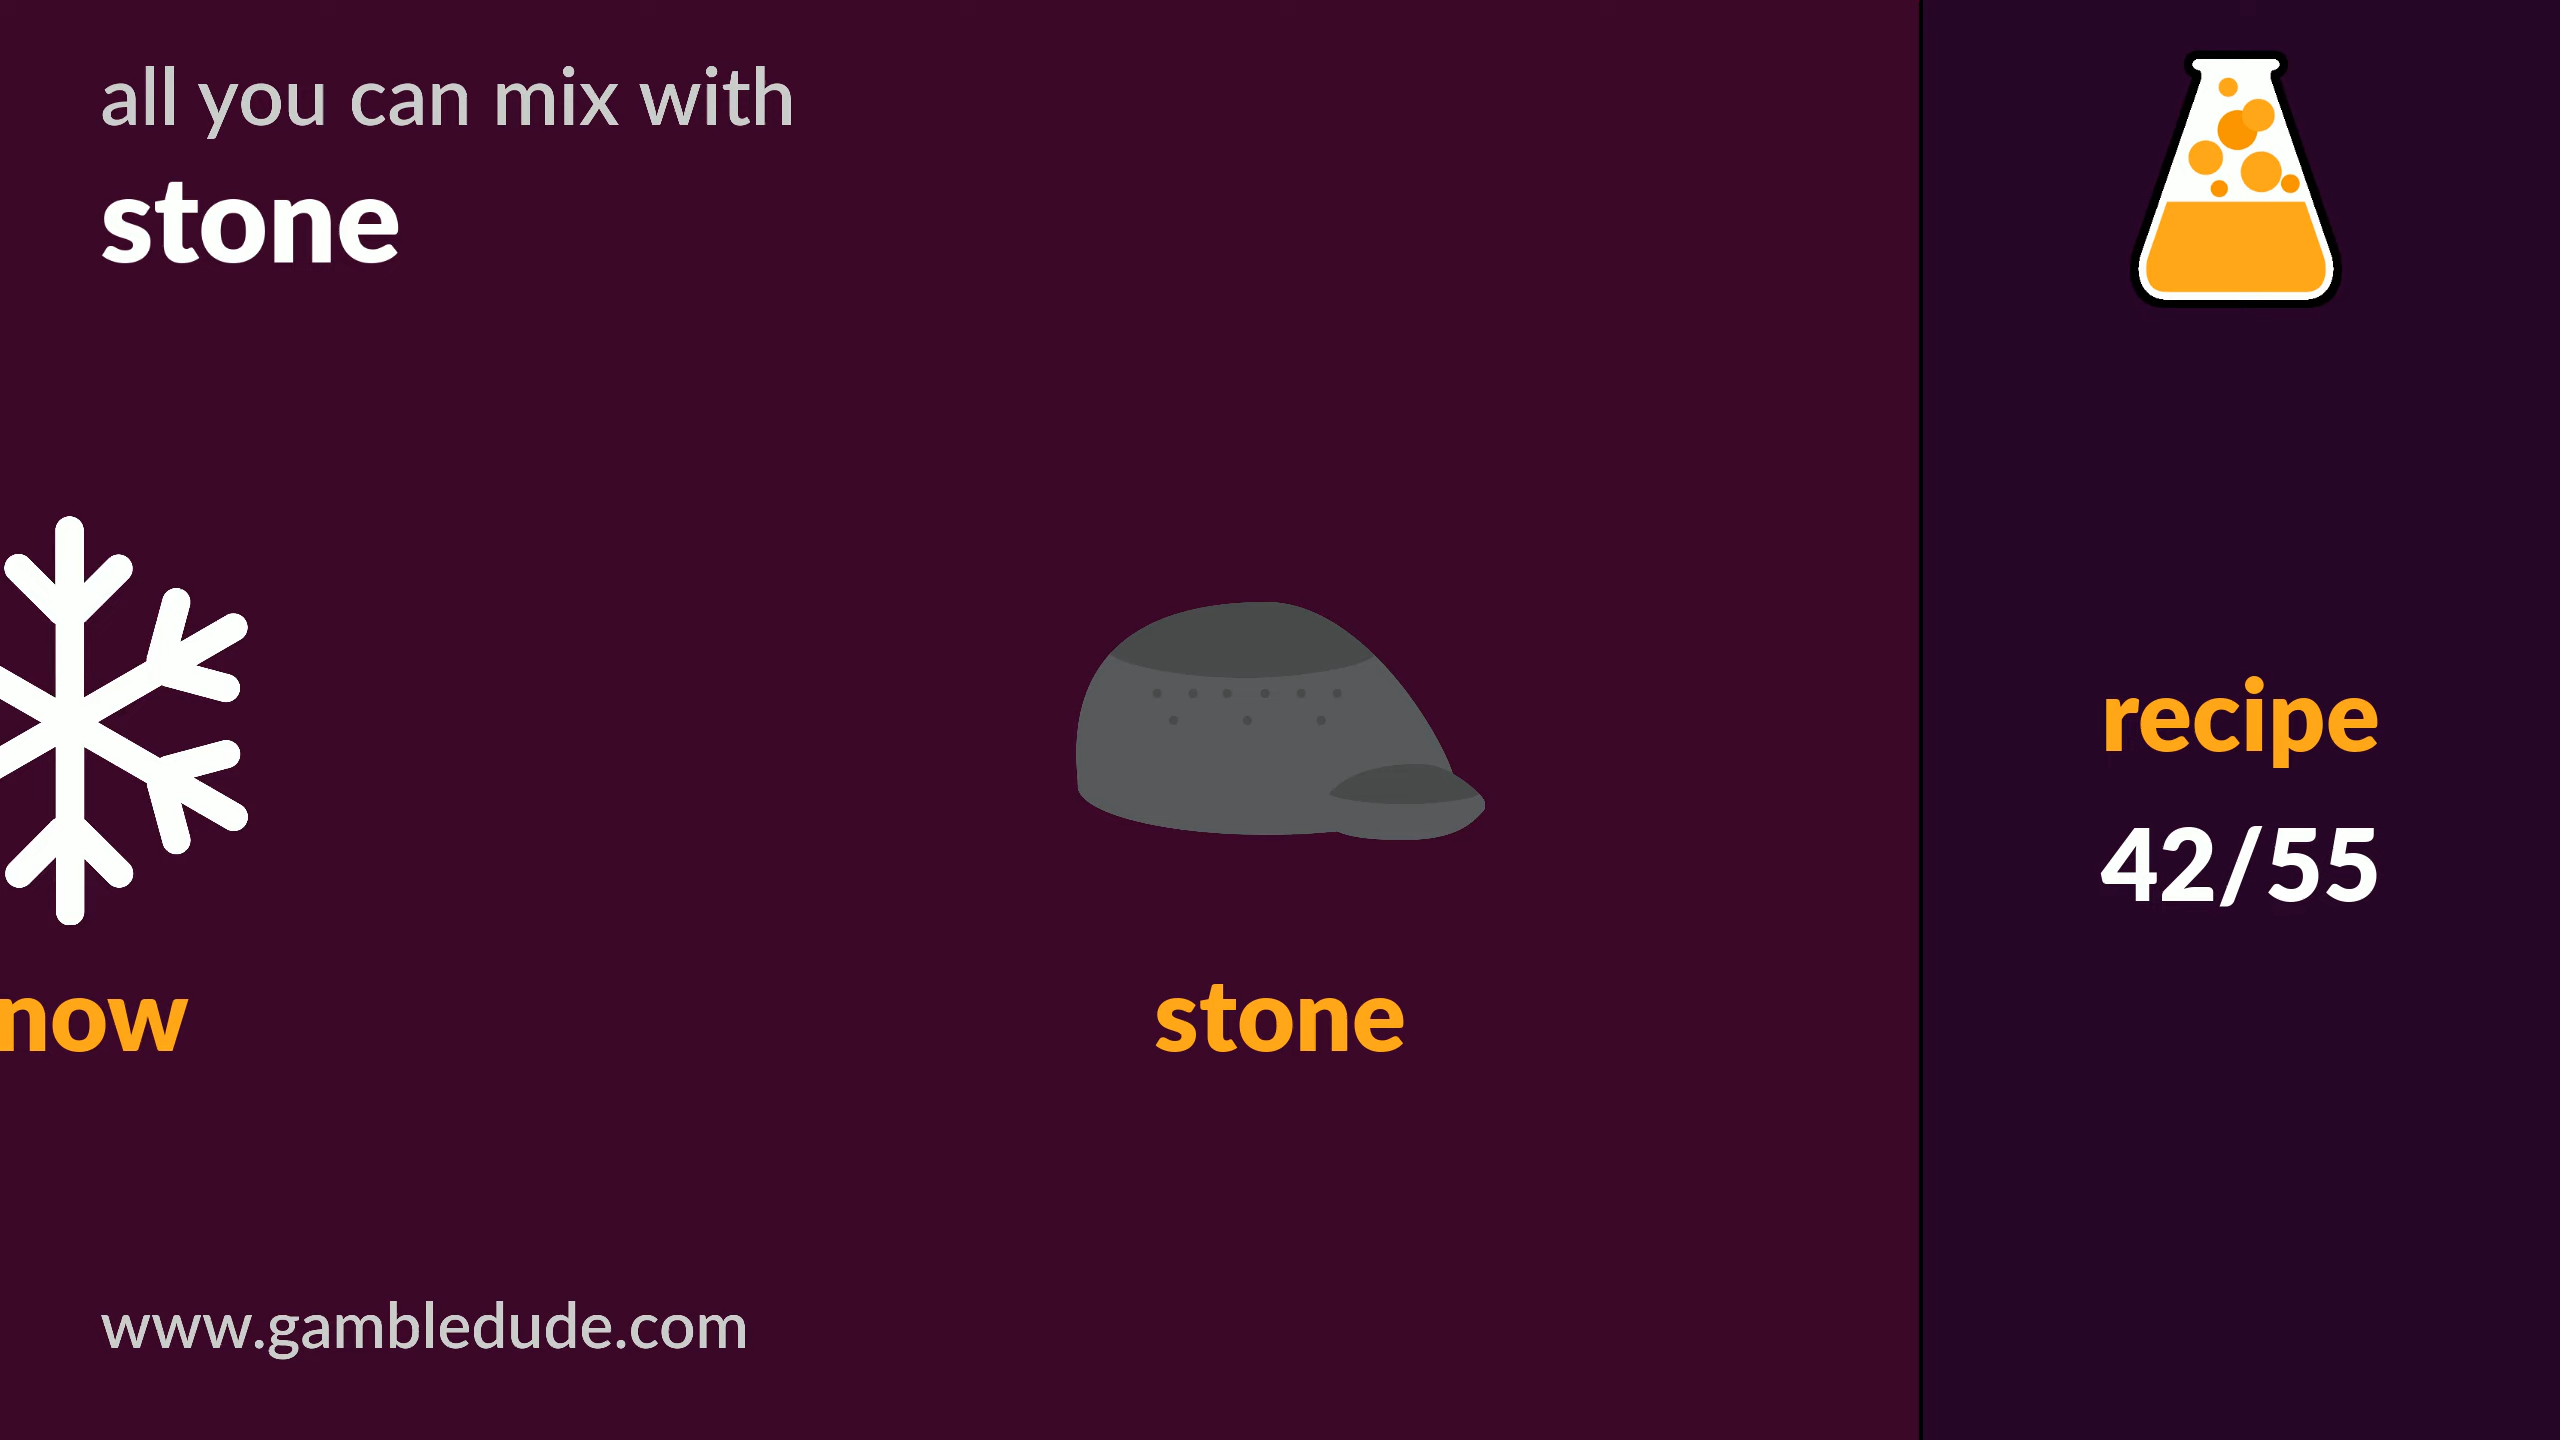 all you can mix with
stone
now
stone
recipe
42/55
www.gambledude.com